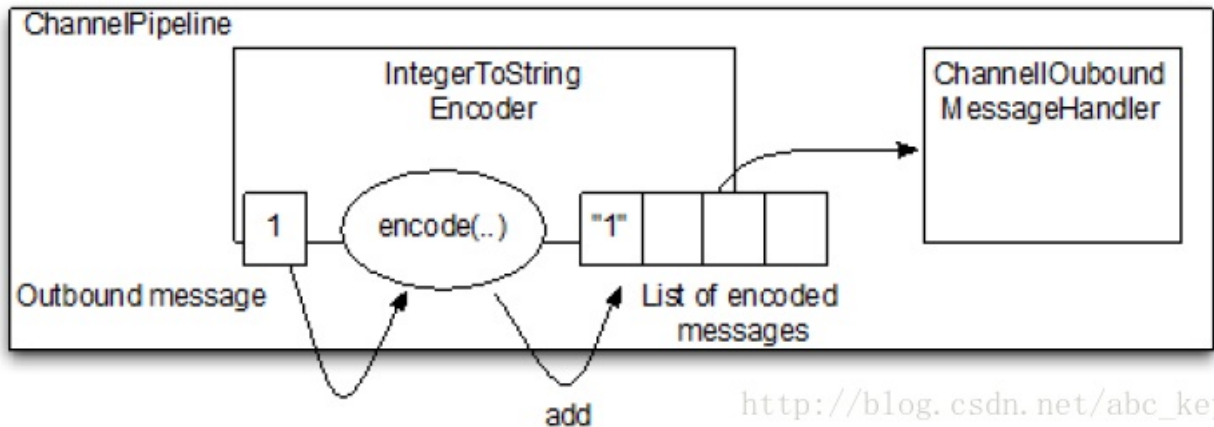 ChannelPipeline
IntegerToString
Encoder
ChannellOubound
MessageHandler
1
encode(..)
"1"
Outbound message
List of encoded
messages
add
http://blog.csdn.net/abc_ke